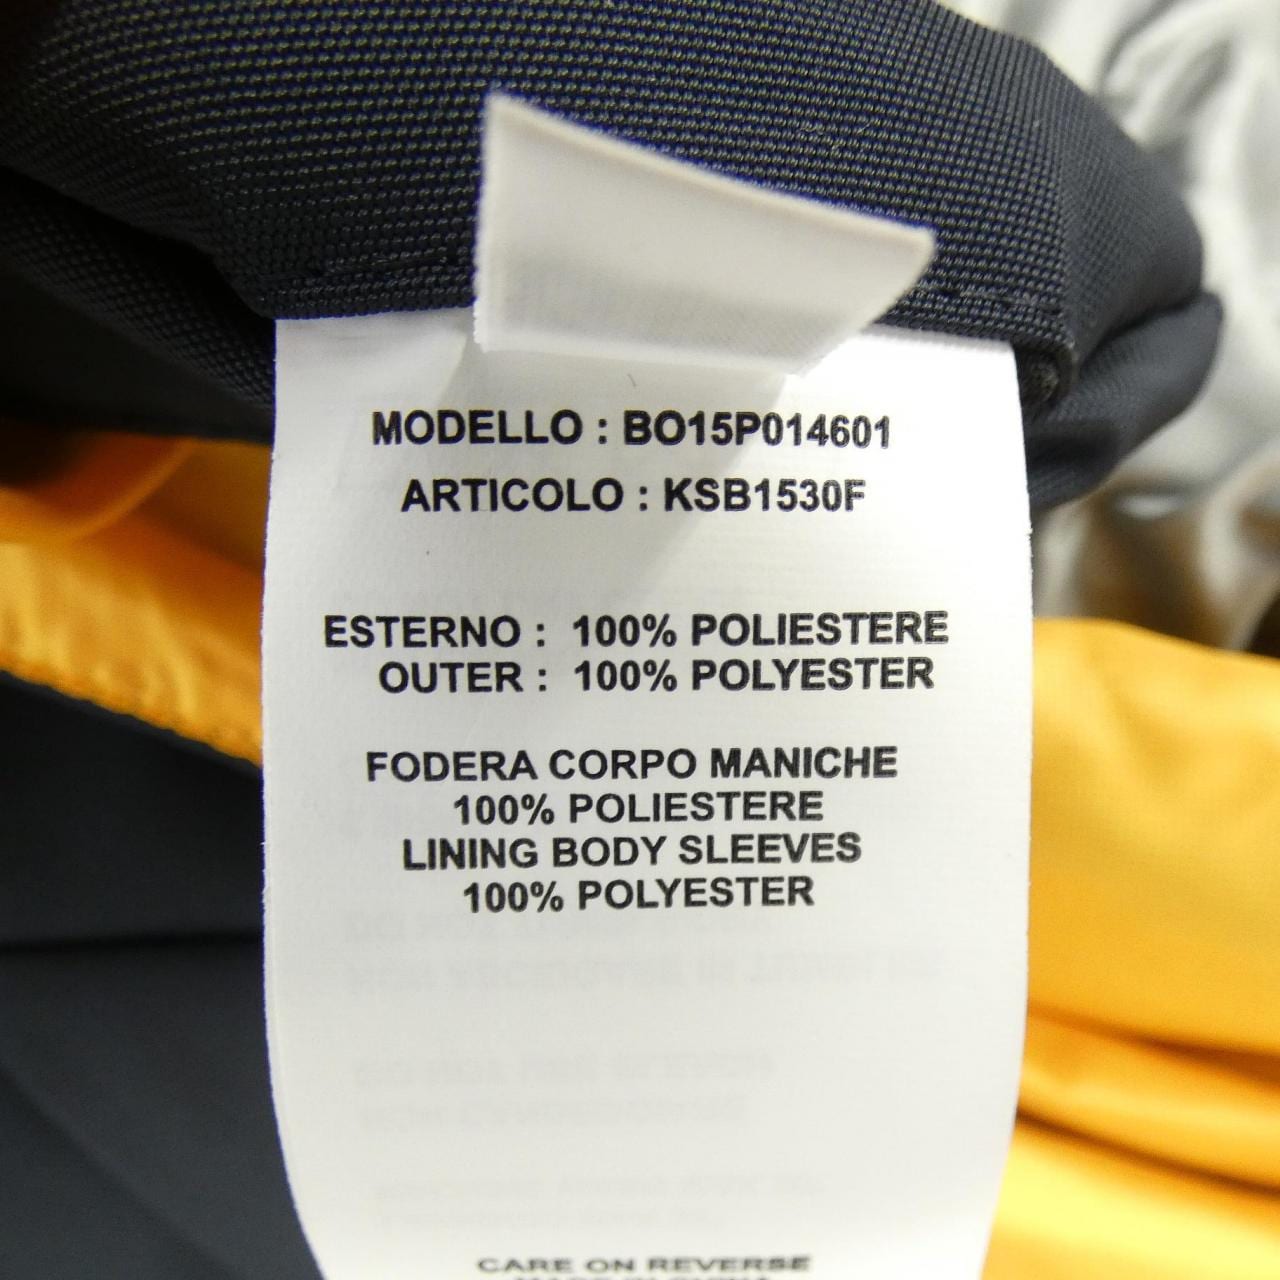 MODELLO : BO15P014601
ARTICOLO : KSB1530F
ESTERNO : 100% POLIESTERE
OUTER : 100% POLYESTER
FODERA CORPO MANICHE
100% POLIESTERE
LINING BODY SLEEVES
100% POLYESTER
CARE ON REVERSE